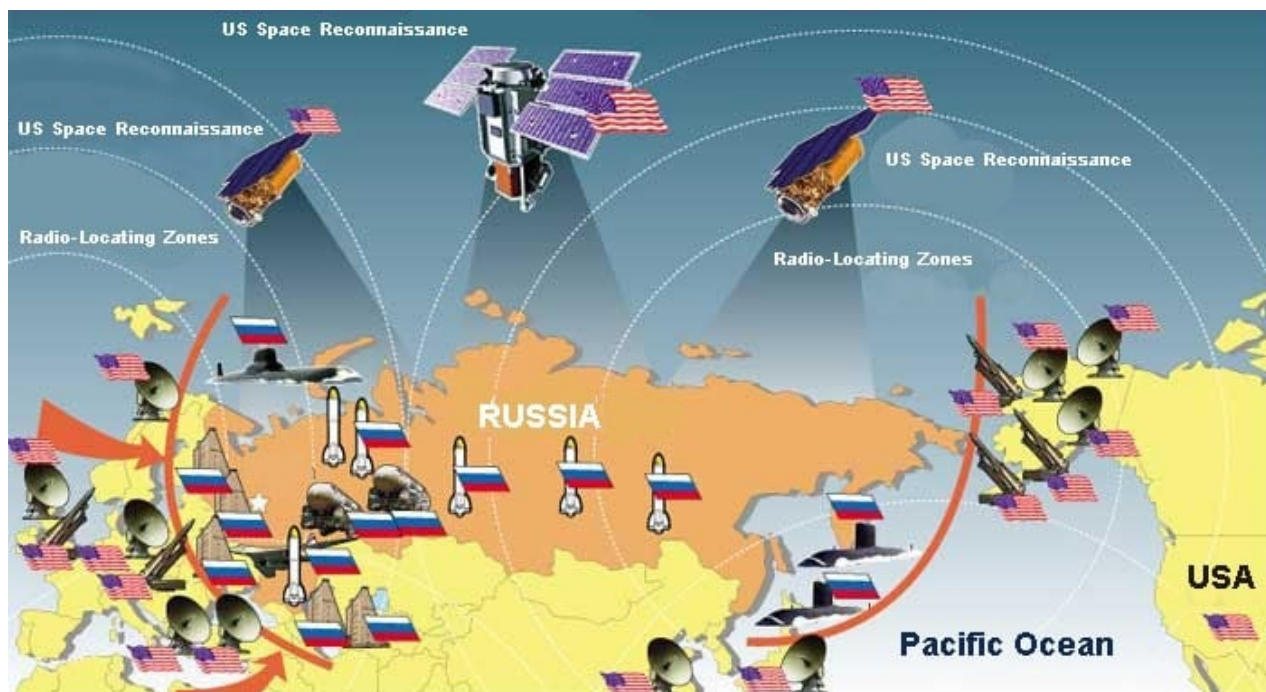 US Space Reconnaissance
US Space Reconnaissance
US Space Reconnaissance
Radio-Locating Zones
Radio-Locating Zones
RUSSIA
USA
Pacific Ocean